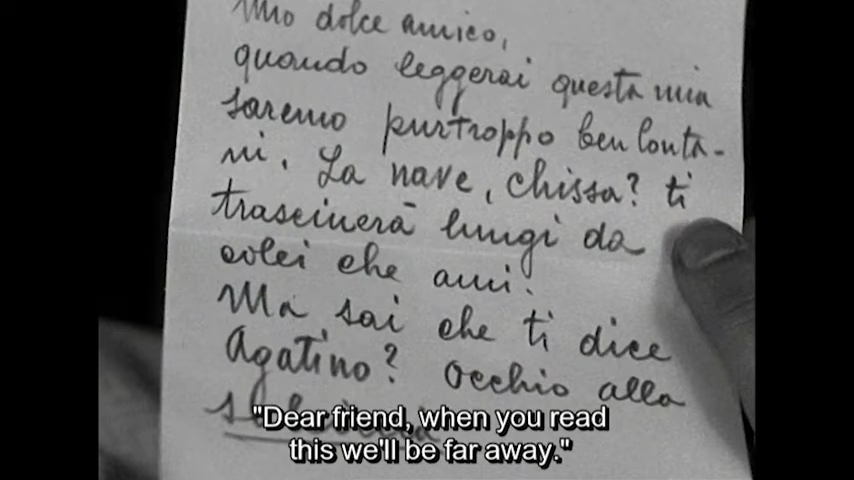 Mio dolce amico,
quando leggerai questa mia
saremo purtroppo ben lonta-
ni. La nave, chissa? ti
trascinerà lungi da
colei che ami.
Ma sai che ti dice
Agatino? Occhio alla
"Dear friend, when you read
this we'll be far away."